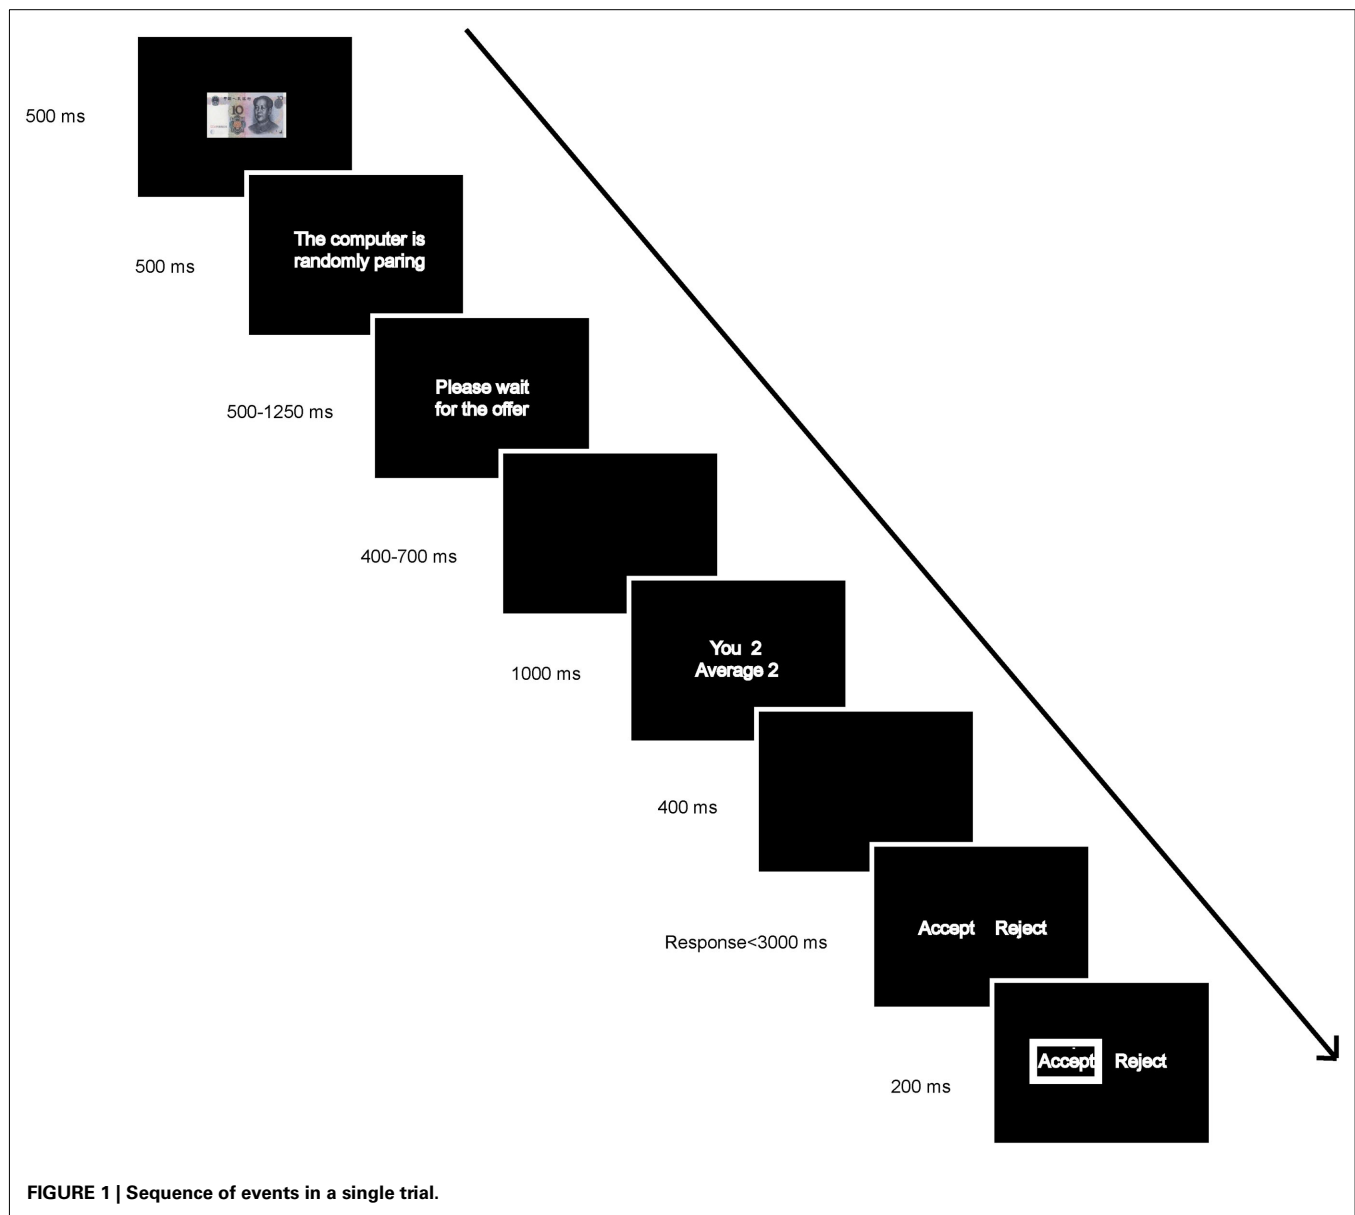 500 ms
10
The computer is
randomly paring
500 ms
Please wait
for the offer
500-1250 ms
400-700 ms
You 2
Average 2
1000 ms
400 ms
Accept Reject
Response<3000 ms
Accept Reject
200 ms
FIGURE 1 | Sequence of events in a single trial.